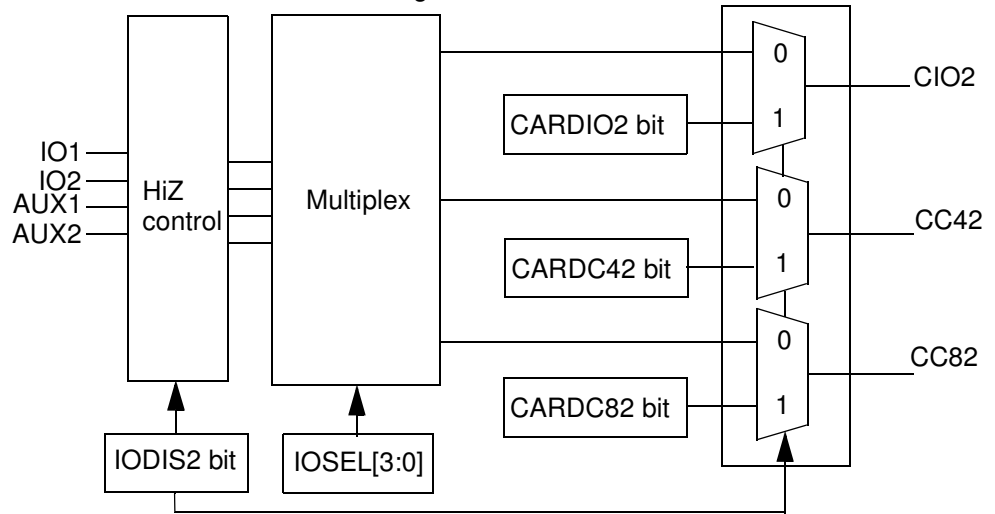 IO1
IO2
AUX1
AUX2
HiZ
control
Multiplex
IODIS2 bit
IOSEL[3:0]
0
CARDIO2 bit
1
CIO2
0
CARDC42 bit
1
CC42
0
CARDC82 bit
1
CC82